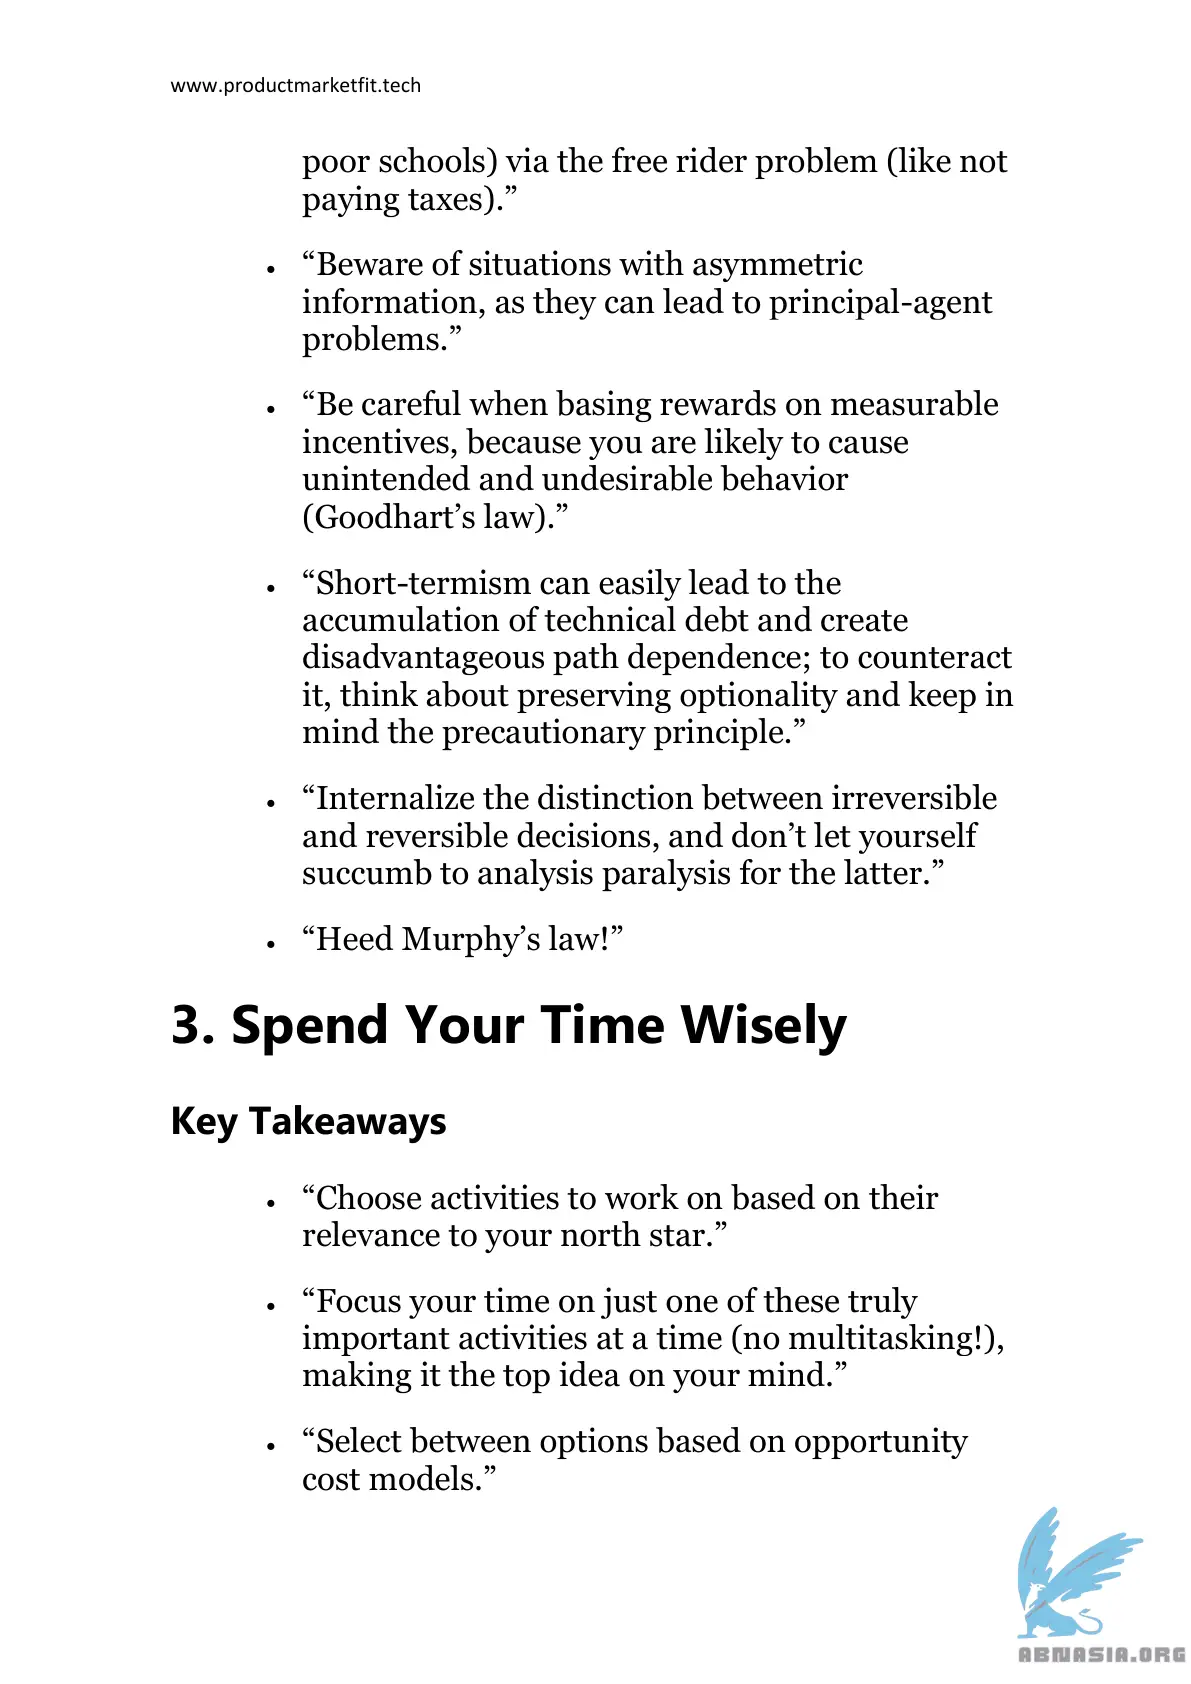 www.productmarketfit.tech
poor schools) via the free rider problem (like not
paying taxes).”
• “Beware of situations with asymmetric
information, as they can lead to principal-agent
problems.”
• “Be careful when basing rewards on measurable
incentives, because you are likely to cause
unintended and undesirable behavior
(Goodhart’s law).”
• “Short-termism can easily lead to the
accumulation of technical debt and create
disadvantageous path dependence; to counteract
it, think about preserving optionality and keep in
mind the precautionary principle.”
• “Internalize the distinction between irreversible
and reversible decisions, and don’t let yourself
succumb to analysis paralysis for the latter.”
• “Heed Murphy’s law!”
3. Spend Your Time Wisely
Key Takeaways
• “Choose activities to work on based on their
relevance to your north star.”
• “Focus your time on just one of these truly
important activities at a time (no multitasking!),
making it the top idea on your mind.”
• “Select between options based on opportunity
cost models.”
ABNASIA.ORG